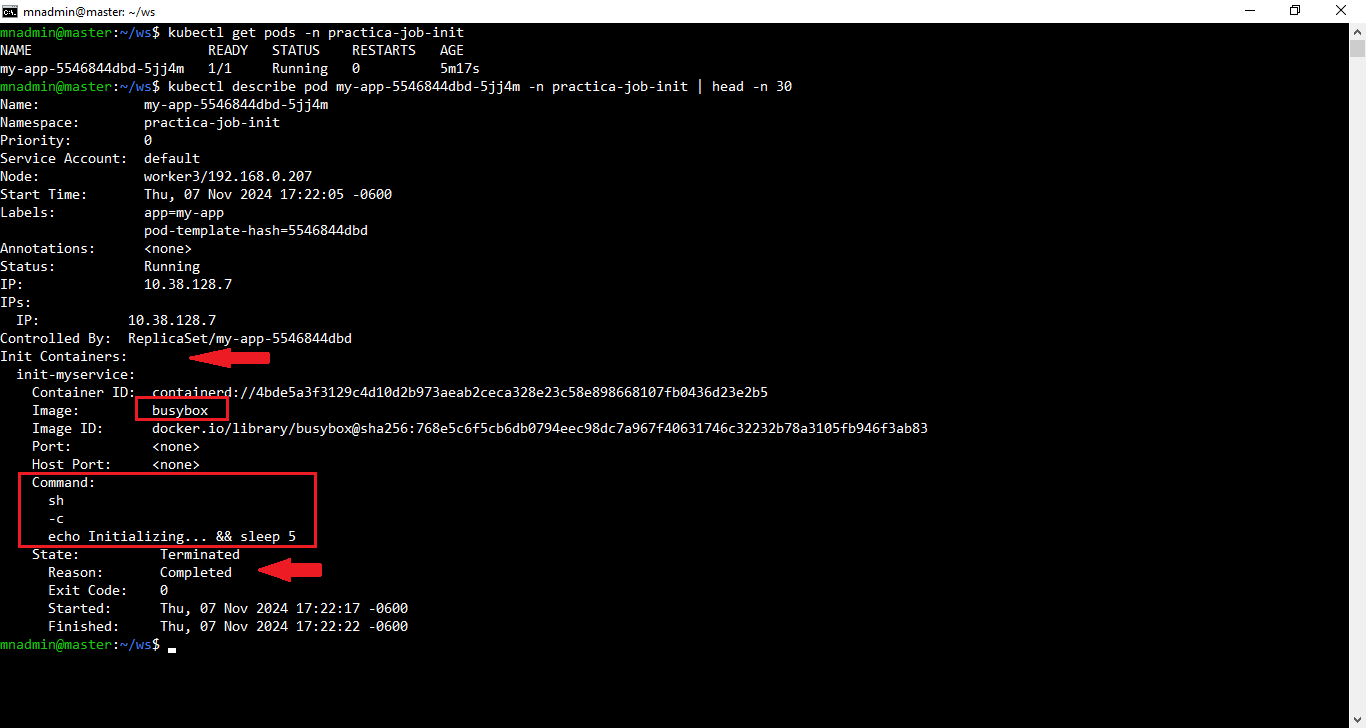 mnadmin@master: ~/ws
mnadmin@master:~/ws$ kubectl get pods -n practica-job-init
NAME                      READY   STATUS    RESTARTS   AGE
my-app-5546844dbd-5jj4m   1/1     Running   0          5m17s
mnadmin@master:~/ws$ kubectl describe pod my-app-5546844dbd-5jj4m -n practica-job-init | head -n 30
Name:             my-app-5546844dbd-5jj4m
Namespace:        practica-job-init
Priority:         0
Service Account:  default
Node:             worker3/192.168.0.207
Start Time:       Thu, 07 Nov 2024 17:22:05 -0600
Labels:           app=my-app
                  pod-template-hash=5546844dbd
Annotations:      <none>
Status:           Running
IP:               10.38.128.7
IPs:
  IP:           10.38.128.7
Controlled By:  ReplicaSet/my-app-5546844dbd
Init Containers:
  init-myservice:
    Container ID:  containerd://4bde5a3f3129c4d10d2b973aeab2ceca328e23c58e898668107fb0436d23e2b5
    Image:         busybox
    Image ID:      docker.io/library/busybox@sha256:768e5c6f5cb6db0794eec98dc7a967f40631746c32232b78a3105fb946f3ab83
    Port:          <none>
    Host Port:     <none>
    Command:
      sh
      -c
      echo Initializing... && sleep 5
    State:          Terminated
      Reason:       Completed
      Exit Code:    0
      Started:      Thu, 07 Nov 2024 17:22:17 -0600
      Finished:     Thu, 07 Nov 2024 17:22:22 -0600
mnadmin@master:~/ws$